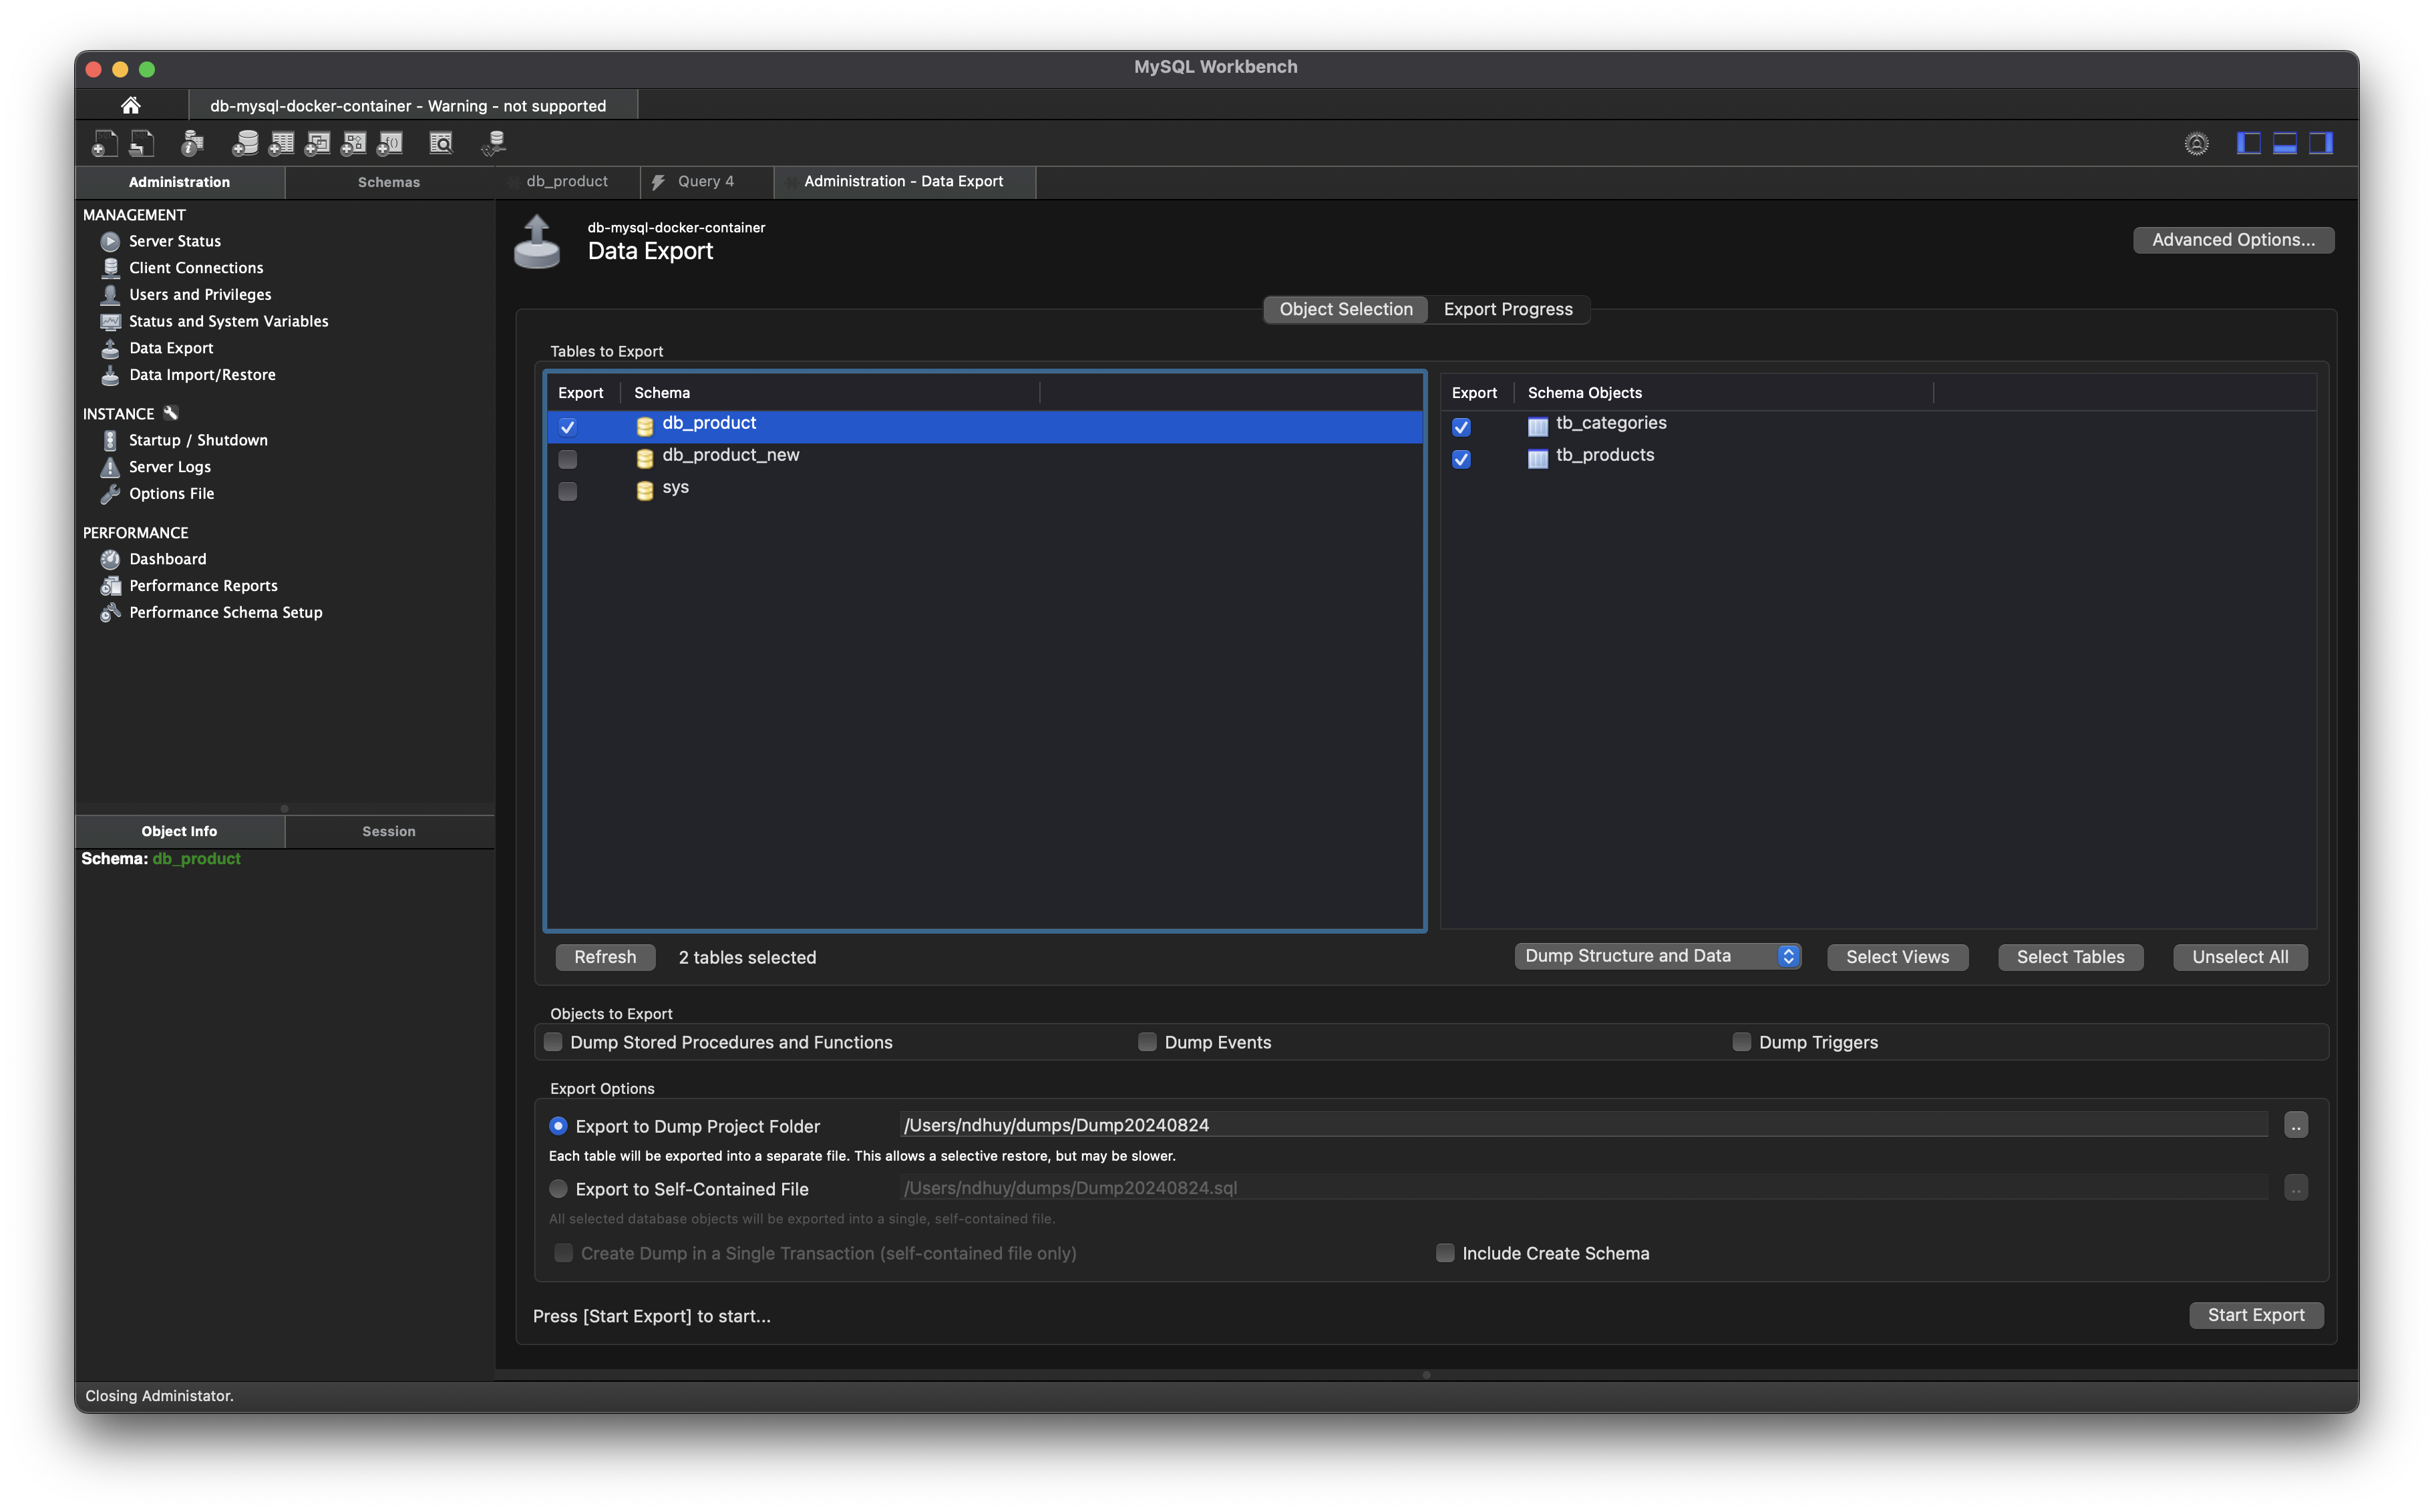 MySQL Workbench
db-mysql-docker-container - Warning - not supported
Administration
Schemas
db_product
Query 4
Administration - Data Export
MANAGEMENT
Server Status
Client Connections
Users and Privileges
Status and System Variables
Data Export
Data Import/Restore
INSTANCE
Startup / Shutdown
Server Logs
Options File
PERFORMANCE
Dashboard
Performance Reports
Performance Schema Setup
Object Info
Session
Schema: db_product
db-mysql-docker-container
Data Export
Advanced Options...
Object Selection
Export Progress
Tables to Export
Export
Schema
db_product
db_product_new
sys
Export
Schema Objects
tb_categories
tb_products
Refresh
2 tables selected
Dump Structure and Data
Select Views
Select Tables
Unselect All
Objects to Export
Dump Stored Procedures and Functions
Dump Events
Dump Triggers
Export Options
Export to Dump Project Folder
/Users/ndhuy/dumps/Dump20240824
..
Each table will be exported into a separate file. This allows a selective restore, but may be slower.
Export to Self-Contained File
/Users/ndhuy/dumps/Dump20240824.sql
..
All selected database objects will be exported into a single, self-contained file.
Create Dump in a Single Transaction (self-contained file only)
Include Create Schema
Press [Start Export] to start...
Start Export
Closing Administator.